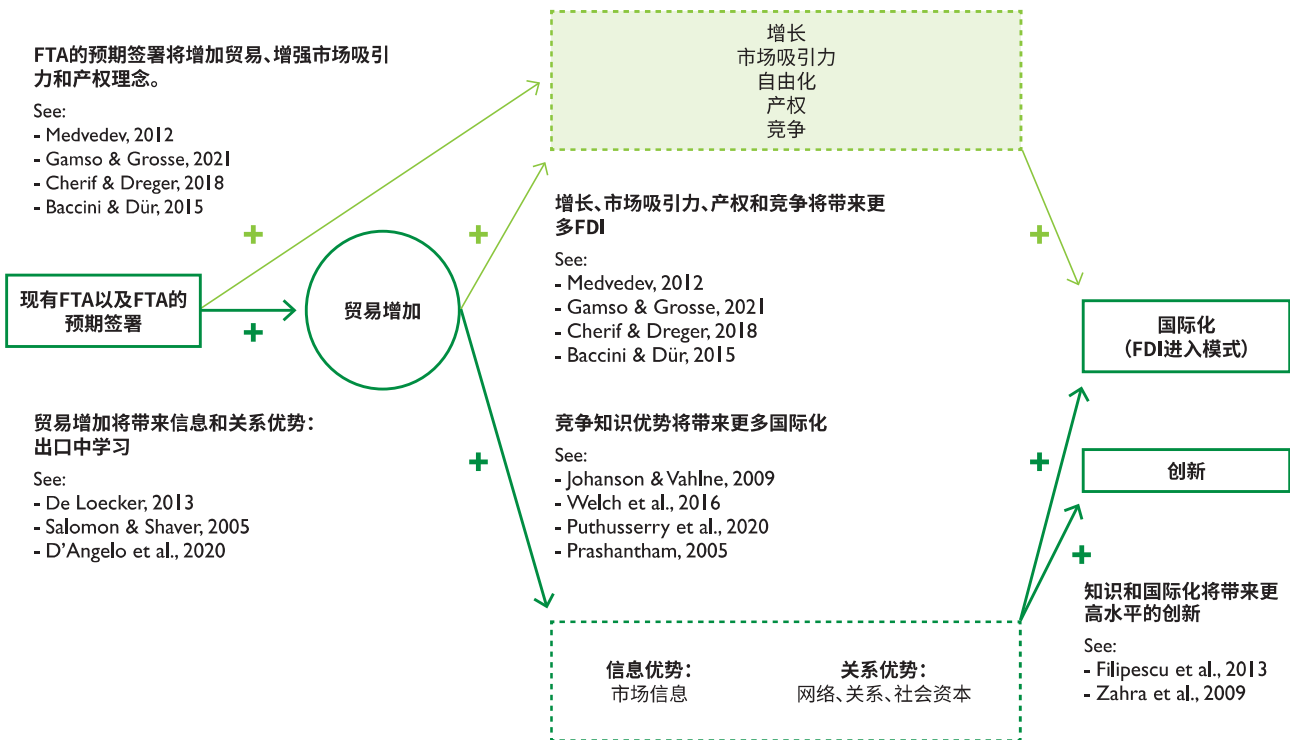 FTA的预期签署将增加贸易、增强市场吸引
力和产权理念。
See:
- Medvedev, 2012
- Gamso & Grosse, 2021
- Cherif & Dreger, 2018
- Baccini & Dür, 2015
增长
市场吸引力
自由化
产权
竞争
+
+
+
增长、市场吸引力、产权和竞争将带来更
多FDI
See:
- Medvedev, 2012
- Gamso & Grosse, 2021
- Cherif & Dreger, 2018
- Baccini & Dür, 2015
现有FTA以及FTA的
预期签署
+
贸易增加
国际化
(FDI进入模式)
贸易增加将带来信息和关系优势:
出口中学习
See:
- De Loecker, 2013
- Salomon & Shaver, 2005
- D’Angelo et al., 2020
+
竞争知识优势将带来更多国际化
See:
- Johanson & Vahlne, 2009
- Welch et al., 2016
- Puthusserry et al., 2020
- Prashantham, 2005
+
创新
+
知识和国际化将带来更
高水平的创新
See:
- Filipescu et al., 2013
- Zahra et al., 2009
信息优势:
市场信息
关系优势:
网络、关系、社会资本